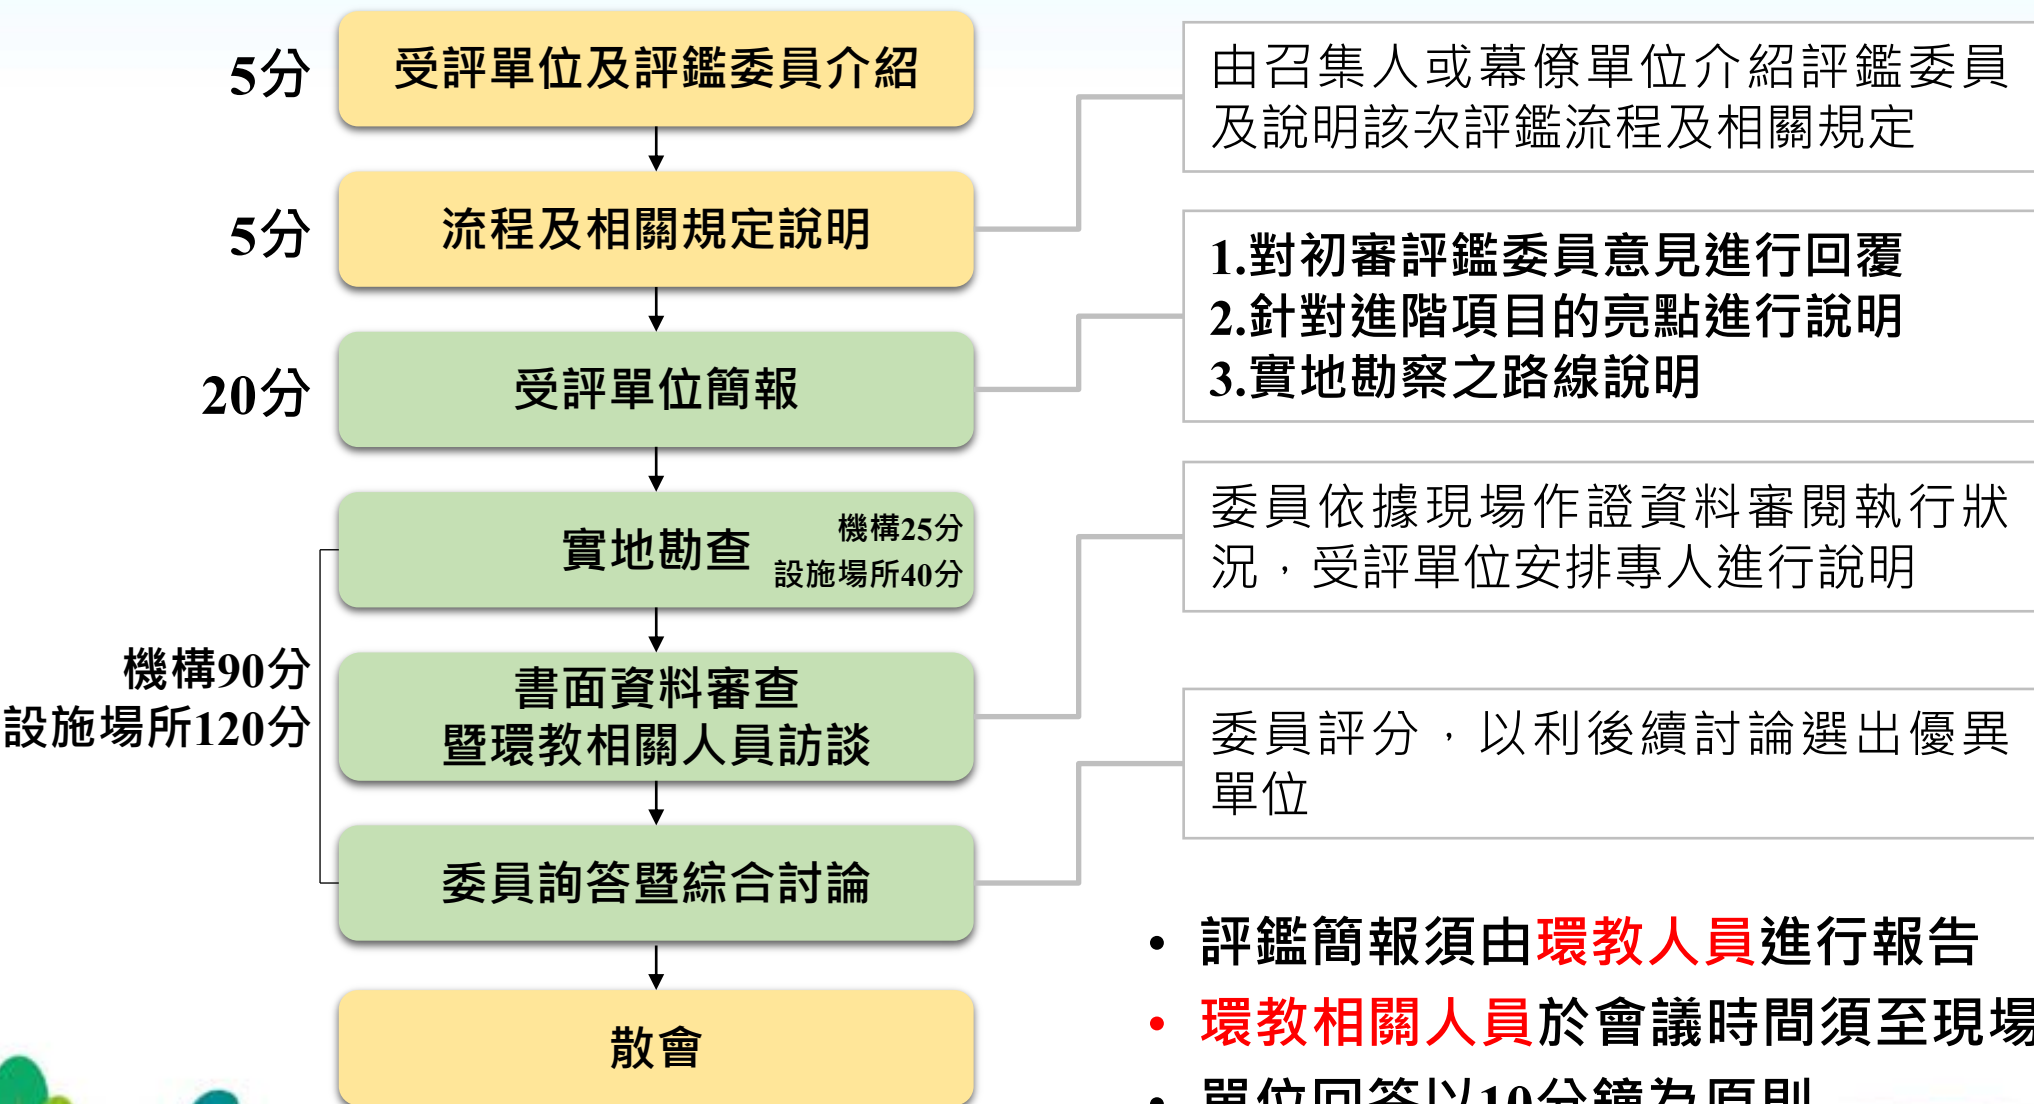 5分
受評單位及評鑑委員介紹
由召集人或幕僚單位介紹評鑑委員
及說明該次評鑑流程及相關規定
5分
流程及相關規定說明
1.對初審評鑑委員意見進行回覆
2.針對進階項目的亮點進行說明
3.實地勘察之路線說明
20分
受評單位簡報
實地勘查
機構25分
設施場所40分
委員依據現場作證資料審閱執行狀
況，受評單位安排專人進行說明
機構90分
設施場所120分
書面資料審查
暨環教相關人員訪談
委員評分，以利後續討論選出優異
單位
委員詢答暨綜合討論
散會
• 評鑑簡報須由環教人員進行報告
• 環教相關人員於會議時間須至現場
• 單位回答以10分鐘為原則